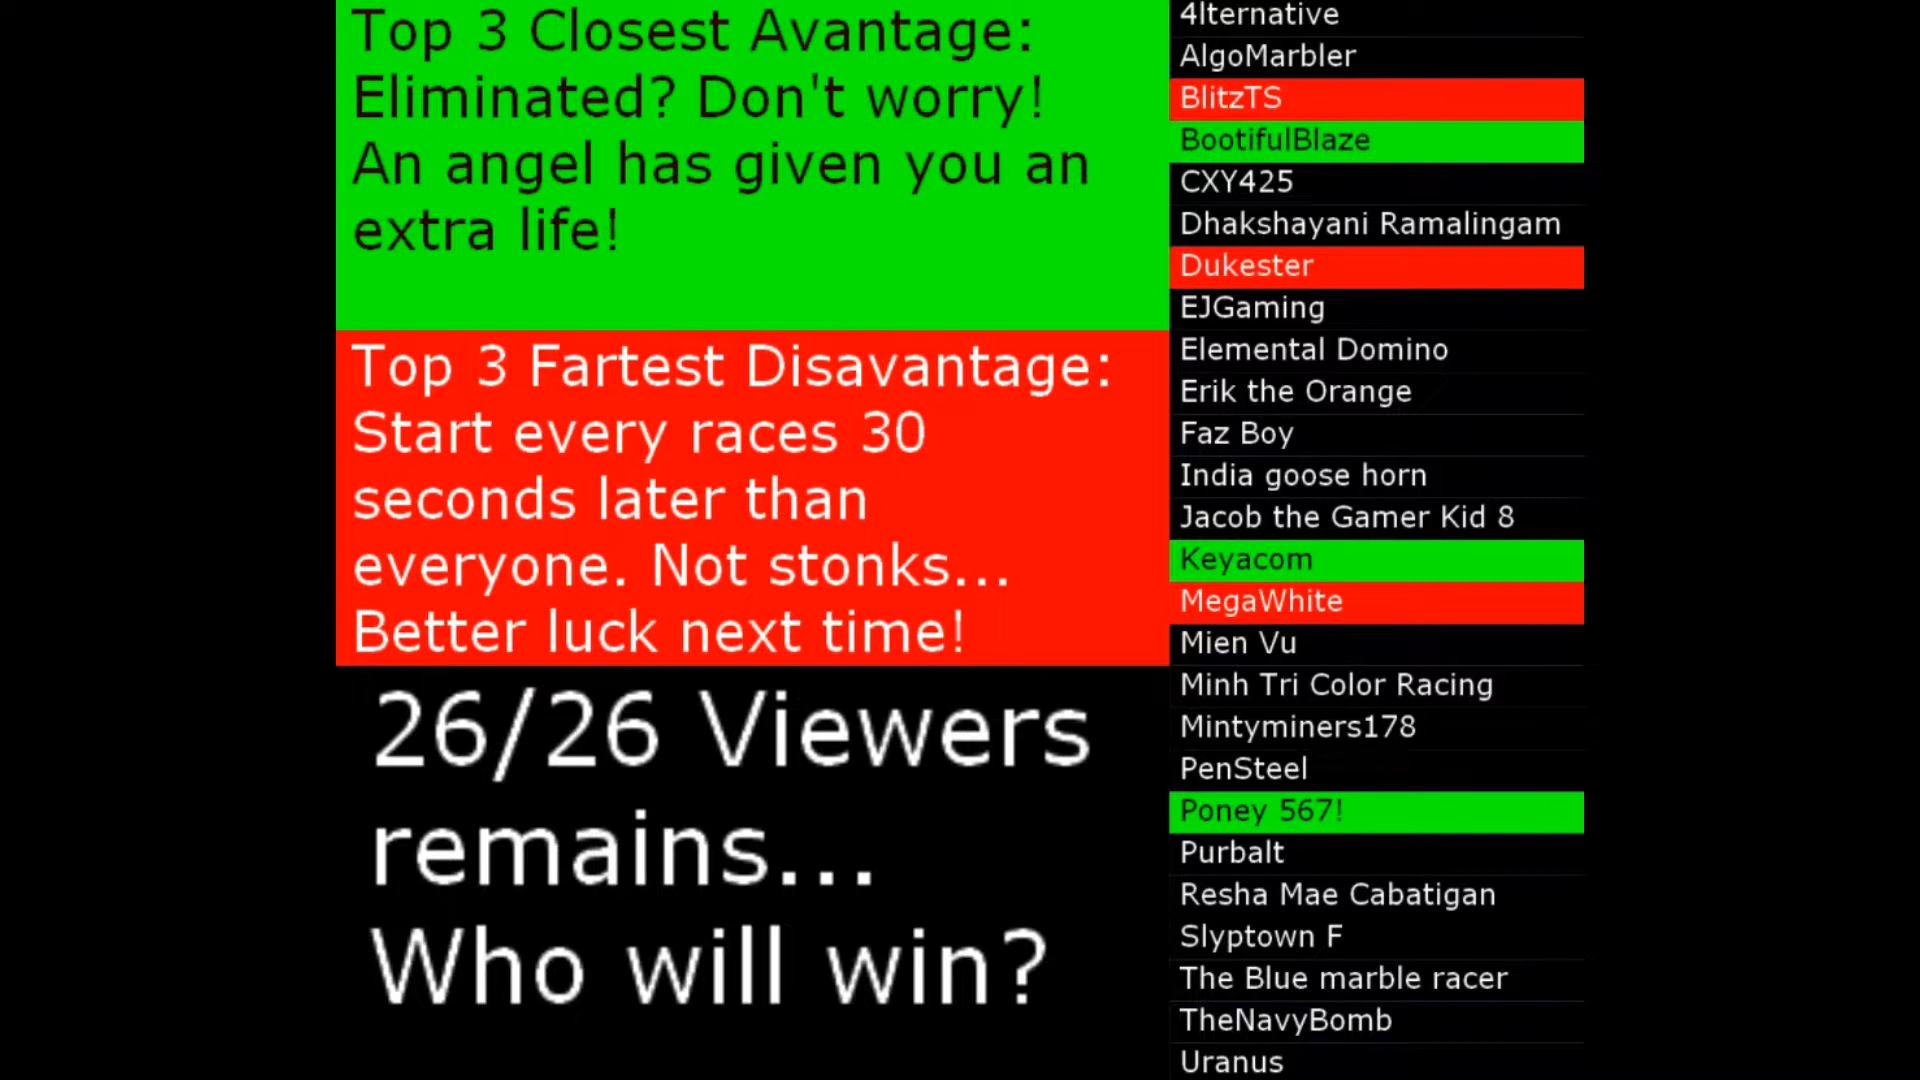 Top 3 Closest Avantage:
Eliminated? Don't worry!
An angel has given you an
extra life!
Top 3 Fartest Disavantage:
Start every races 30
seconds later than
everyone. Not stonks...
Better luck next time!
26/26 Viewers
remains...
Who will win?
4lternative
AlgoMarbler
BlitzTS
BootifulBlaze
CXY425
Dhakshayani Ramalingam
Dukester
EJGaming
Elemental Domino
Erik the Orange
Faz Boy
India goose horn
Jacob the Gamer Kid 8
Keyacom
MegaWhite
Mien Vu
Minh Tri Color Racing
Mintyminers178
PenSteel
Poney 567!
Purbalt
Resha Mae Cabatigan
Slyptown F
The Blue marble racer
TheNavyBomb
Uranus